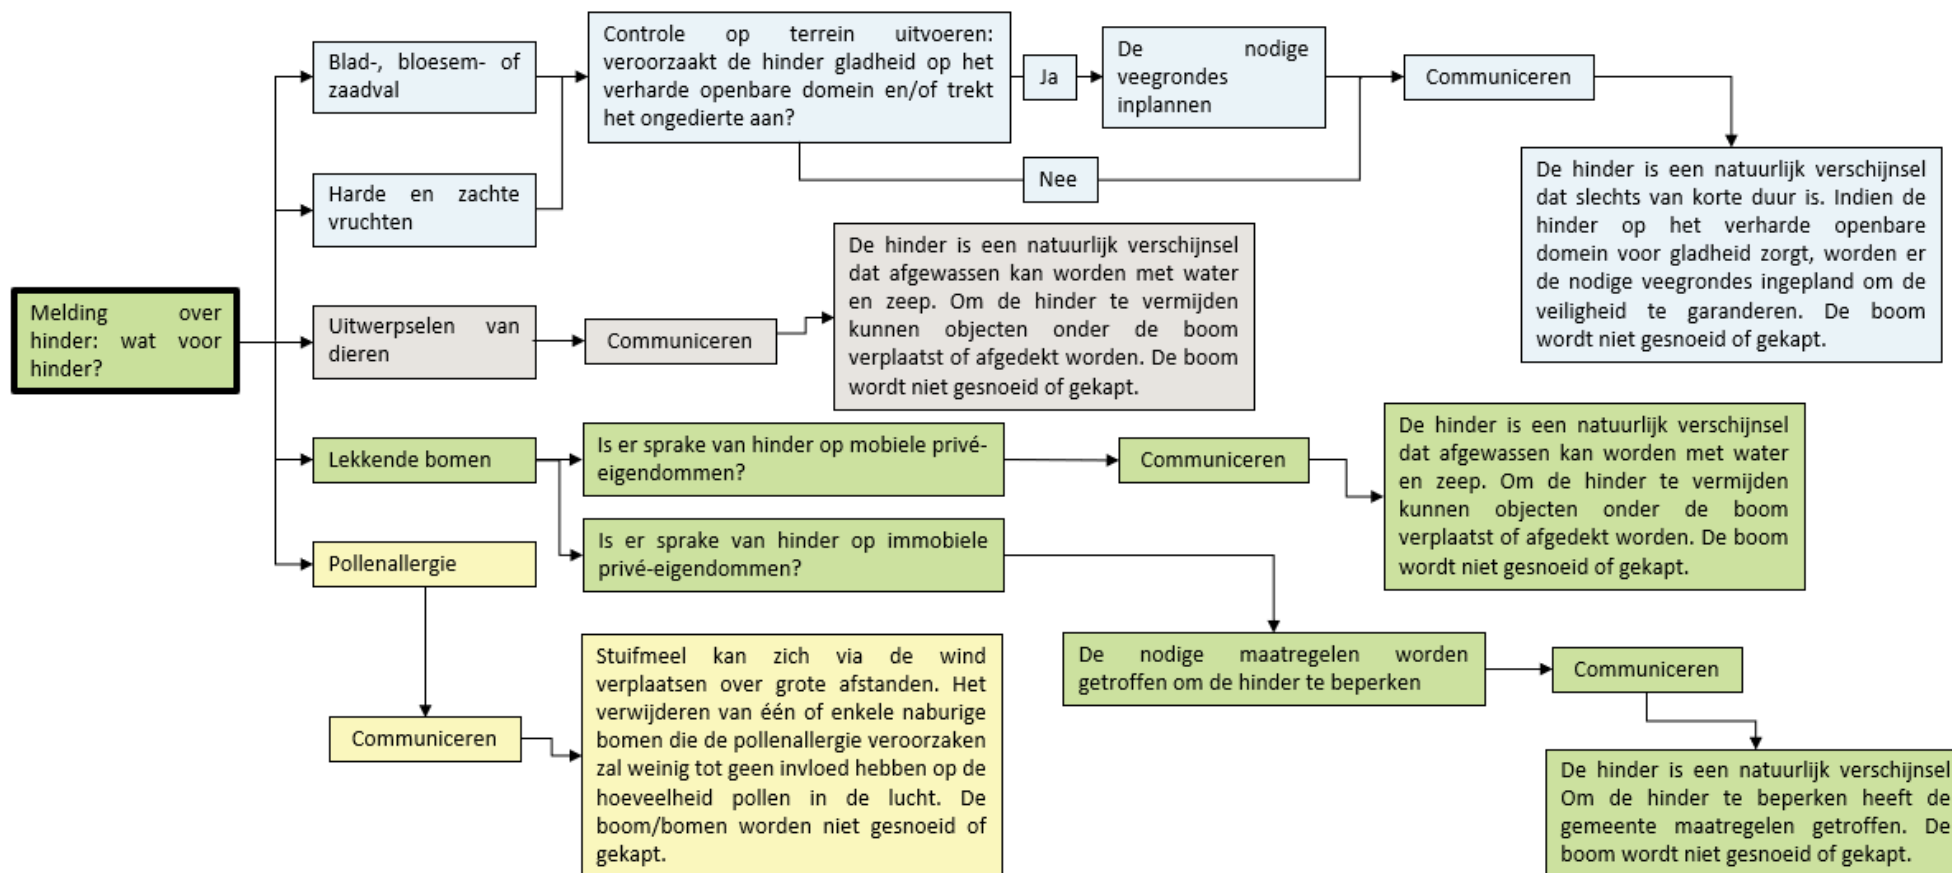 Melding over
hinder: wat voor
hinder?
Blad-, bloesem- of
zaadval
Harde en zachte
vruchten
Controle op terrein uitvoeren:
veroorzaakt de hinder gladheid op het
verharde openbare domein en/of trekt
het ongedierte aan?
Ja
Nee
De nodige
veegrondes
inplannen
Communiceren
De hinder is een natuurlijk verschijnsel
dat slechts van korte duur is. Indien de
hinder op het verharde openbare
domein voor gladheid zorgt, worden er
de nodige veegrondes ingepland om de
veiligheid te garanderen. De boom
wordt niet gesnoeid of gekapt.
Uitwerpselen van
dieren
Communiceren
De hinder is een natuurlijk verschijnsel
dat afgewassen kan worden met water
en zeep. Om de hinder te vermijden
kunnen objecten onder de boom
verplaatst of afgedekt worden. De boom
wordt niet gesnoeid of gekapt.
Lekkende bomen
Is er sprake van hinder op mobiele privé-
eigendommen?
Communiceren
De hinder is een natuurlijk verschijnsel
dat afgewassen kan worden met water
en zeep. Om de hinder te vermijden
kunnen objecten onder de boom
verplaatst of afgedekt worden. De boom
wordt niet gesnoeid of gekapt.
Is er sprake van hinder op immobiele
privé-eigendommen?
De nodige maatregelen worden
getroffen om de hinder te beperken
Communiceren
De hinder is een natuurlijk verschijnsel
Om de hinder te beperken heeft de
gemeente maatregelen getroffen. De
boom wordt niet gesnoeid of gekapt.
Pollenallergie
Communiceren
Stuifmeel kan zich via de wind
verplaatsen over grote afstanden. Het
verwijderen van één of enkele naburige
bomen die de pollenallergie veroorzaken
zal weinig tot geen invloed hebben op de
hoeveelheid pollen in de lucht. De
boom/bomen worden niet gesnoeid of
gekapt.